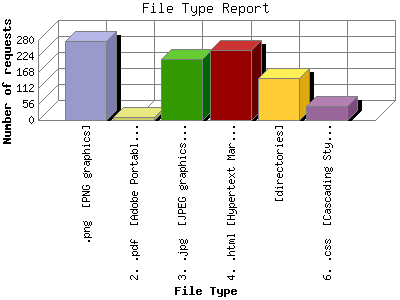 File Type Report
Number of requests
280
224
168
112
56
0
.png [PNG graphics]
2. .pdf [Adobe Portabl...
3. .jpg [JPEG graphics...
4. .html [Hypertext Mar...
[directories]
6. .css [Cascading Sty...
File Type